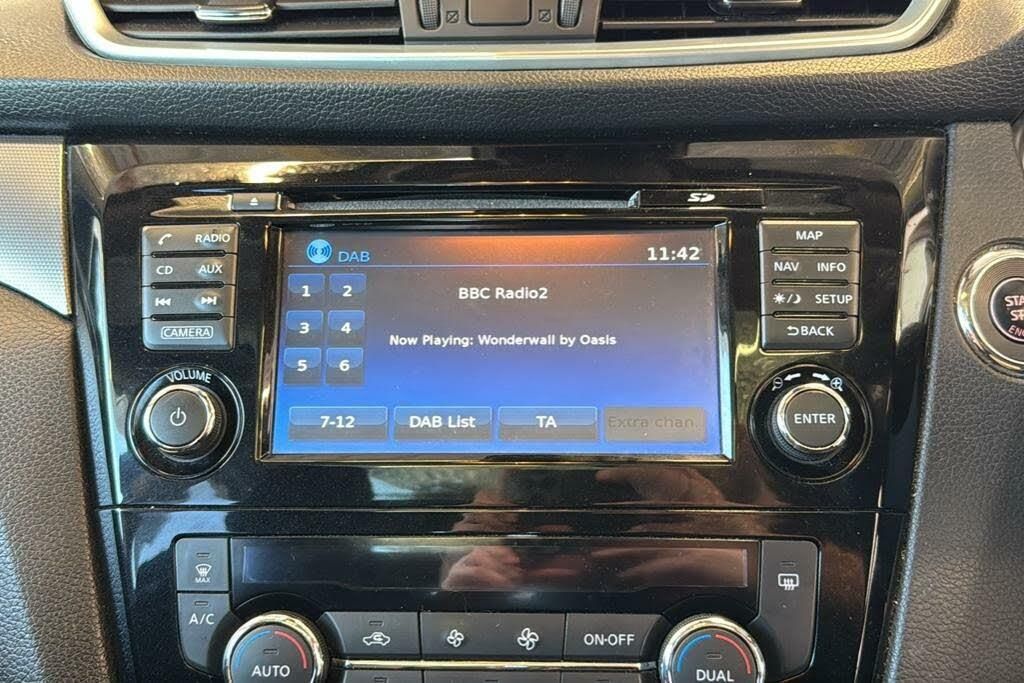 SD
RADIO
CD AUX
CAMERA
VOLUME
DAB 11:42
1 2
BBC Radio2
3 4
Now Playing: Wonderwall by Oasis
5 6
7-12 DAB List TA Extra chan.
MAP
NAV INFO
SETUP
BACK
ENTER
MAX
A/C
AUTO
ON·OFF
DUAL